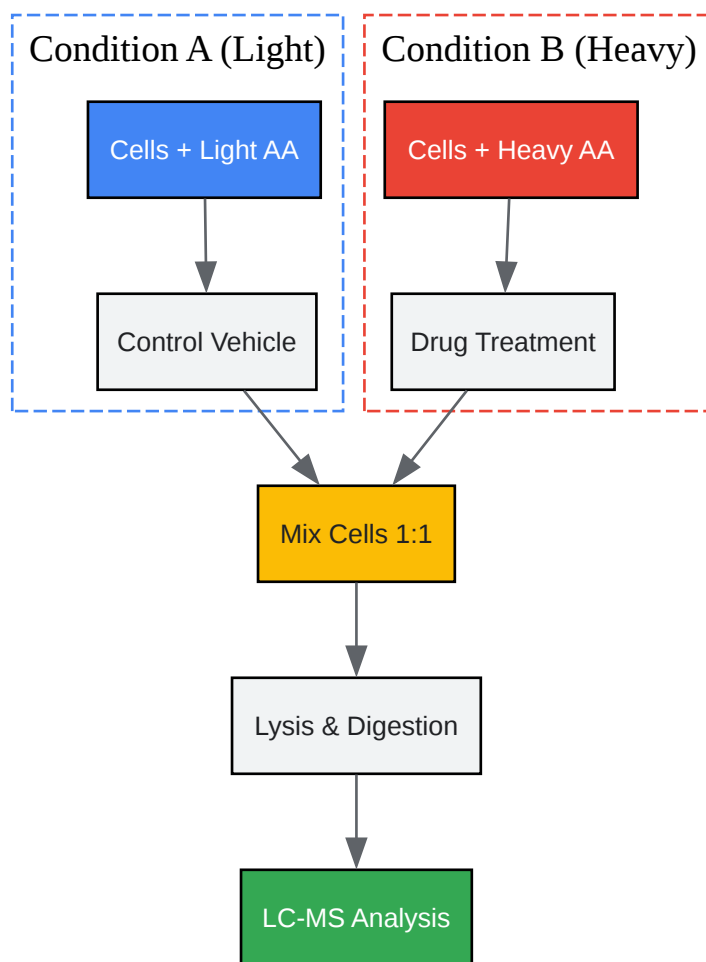 Condition A (Light)
Condition B (Heavy)
Cells + Light AA
Cells + Heavy AA
Control Vehicle
Drug Treatment
Mix Cells 1:1
Lysis & Digestion
LC-MS Analysis